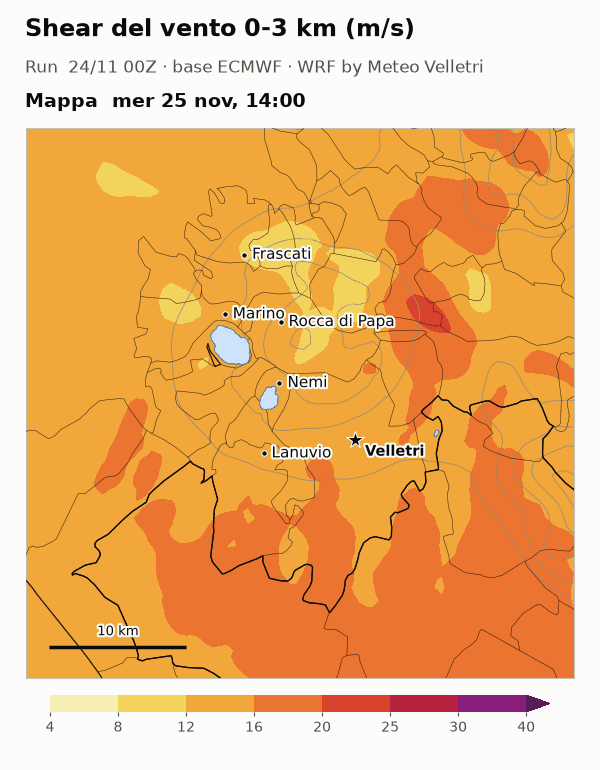 Shear del vento 0-3 km (m/s)
Run  24/11 00Z · base ECMWF · WRF by Meteo Velletri
Mappa  mer 25 nov, 14:00
Frascati
Marino
Rocca di Papa
Nemi
Velletri
Lanuvio
10 km
4 8 12 16 20 25 30 40